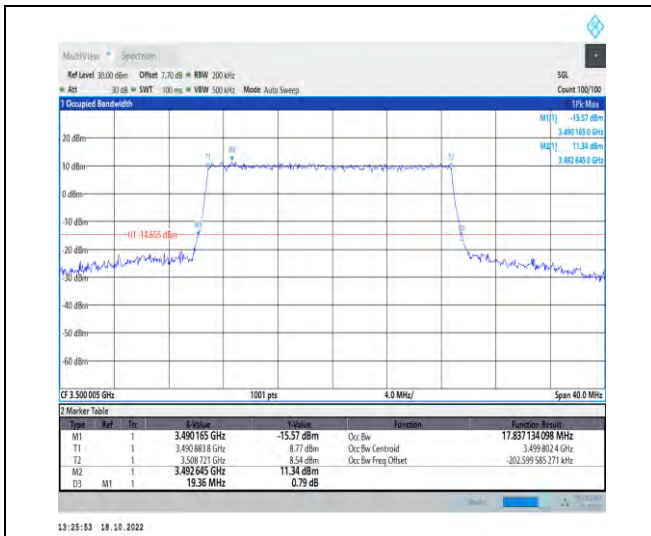 MultiView Spectrum
Ref Level 30.00 dBm Offset 7.70 dB RBW 200 kHz SGL
Att 30 dB SWT 100 ms VBW 500 kHz Mode Auto Sweep Count 100/100
1 Occupied Bandwidth 1Pk Max
M1[1] -15.57 dBm
3.490 165 0 GHz
M2[1] 11.34 dBm
3.492 645 0 GHz
20 dBm
T1 M2 T2
10 dBm
0 dBm
-10 dBm
M1 D3
H1 -14.655 dBm
-20 dBm
-30 dBm
-40 dBm
-50 dBm
-60 dBm
CF 3.500 005 GHz 1001 pts 4.0 MHz/ Span 40.0 MHz
2 Marker Table
Type Ref Trc X-Value Y-Value Function Function Result
M1 1 3.490 165 GHz -15.57 dBm Occ Bw 17.837 134 098 MHz
T1 1 3.490 883 8 GHz 8.77 dBm Occ Bw Centroid 3.499 802 4 GHz
T2 1 3.508 721 GHz 8.54 dBm Occ Bw Freq Offset -202.599 585 271 kHz
M2 1 3.492 645 GHz 11.34 dBm
D3 M1 1 19.36 MHz 0.79 dB
13:25:53 18.10.2022